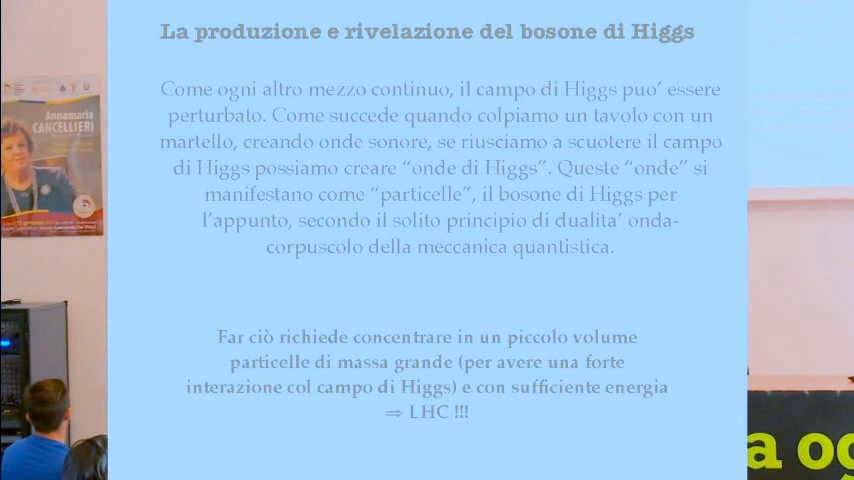 La produzione e rivelazione del bosone di Higgs
Come ogni altro mezzo continuo, il campo di Higgs puo' essere
perturbato. Come succede quando colpiamo un tavolo con un
martello, creando onde sonore, se riusciamo a scuotere il campo
di Higgs possiamo creare “onde di Higgs”. Queste “onde” si
manifestano come “particelle”, il bosone di Higgs per
l'appunto, secondo il solito principio di dualita' onda-
corpuscolo della meccanica quantistica.
Far ciò richiede concentrare in un piccolo volume
particelle di massa grande (per avere una forte
interazione col campo di Higgs) e con sufficiente energia
⇒ LHC !!!
Annamaria
CANCELLIERI
a og